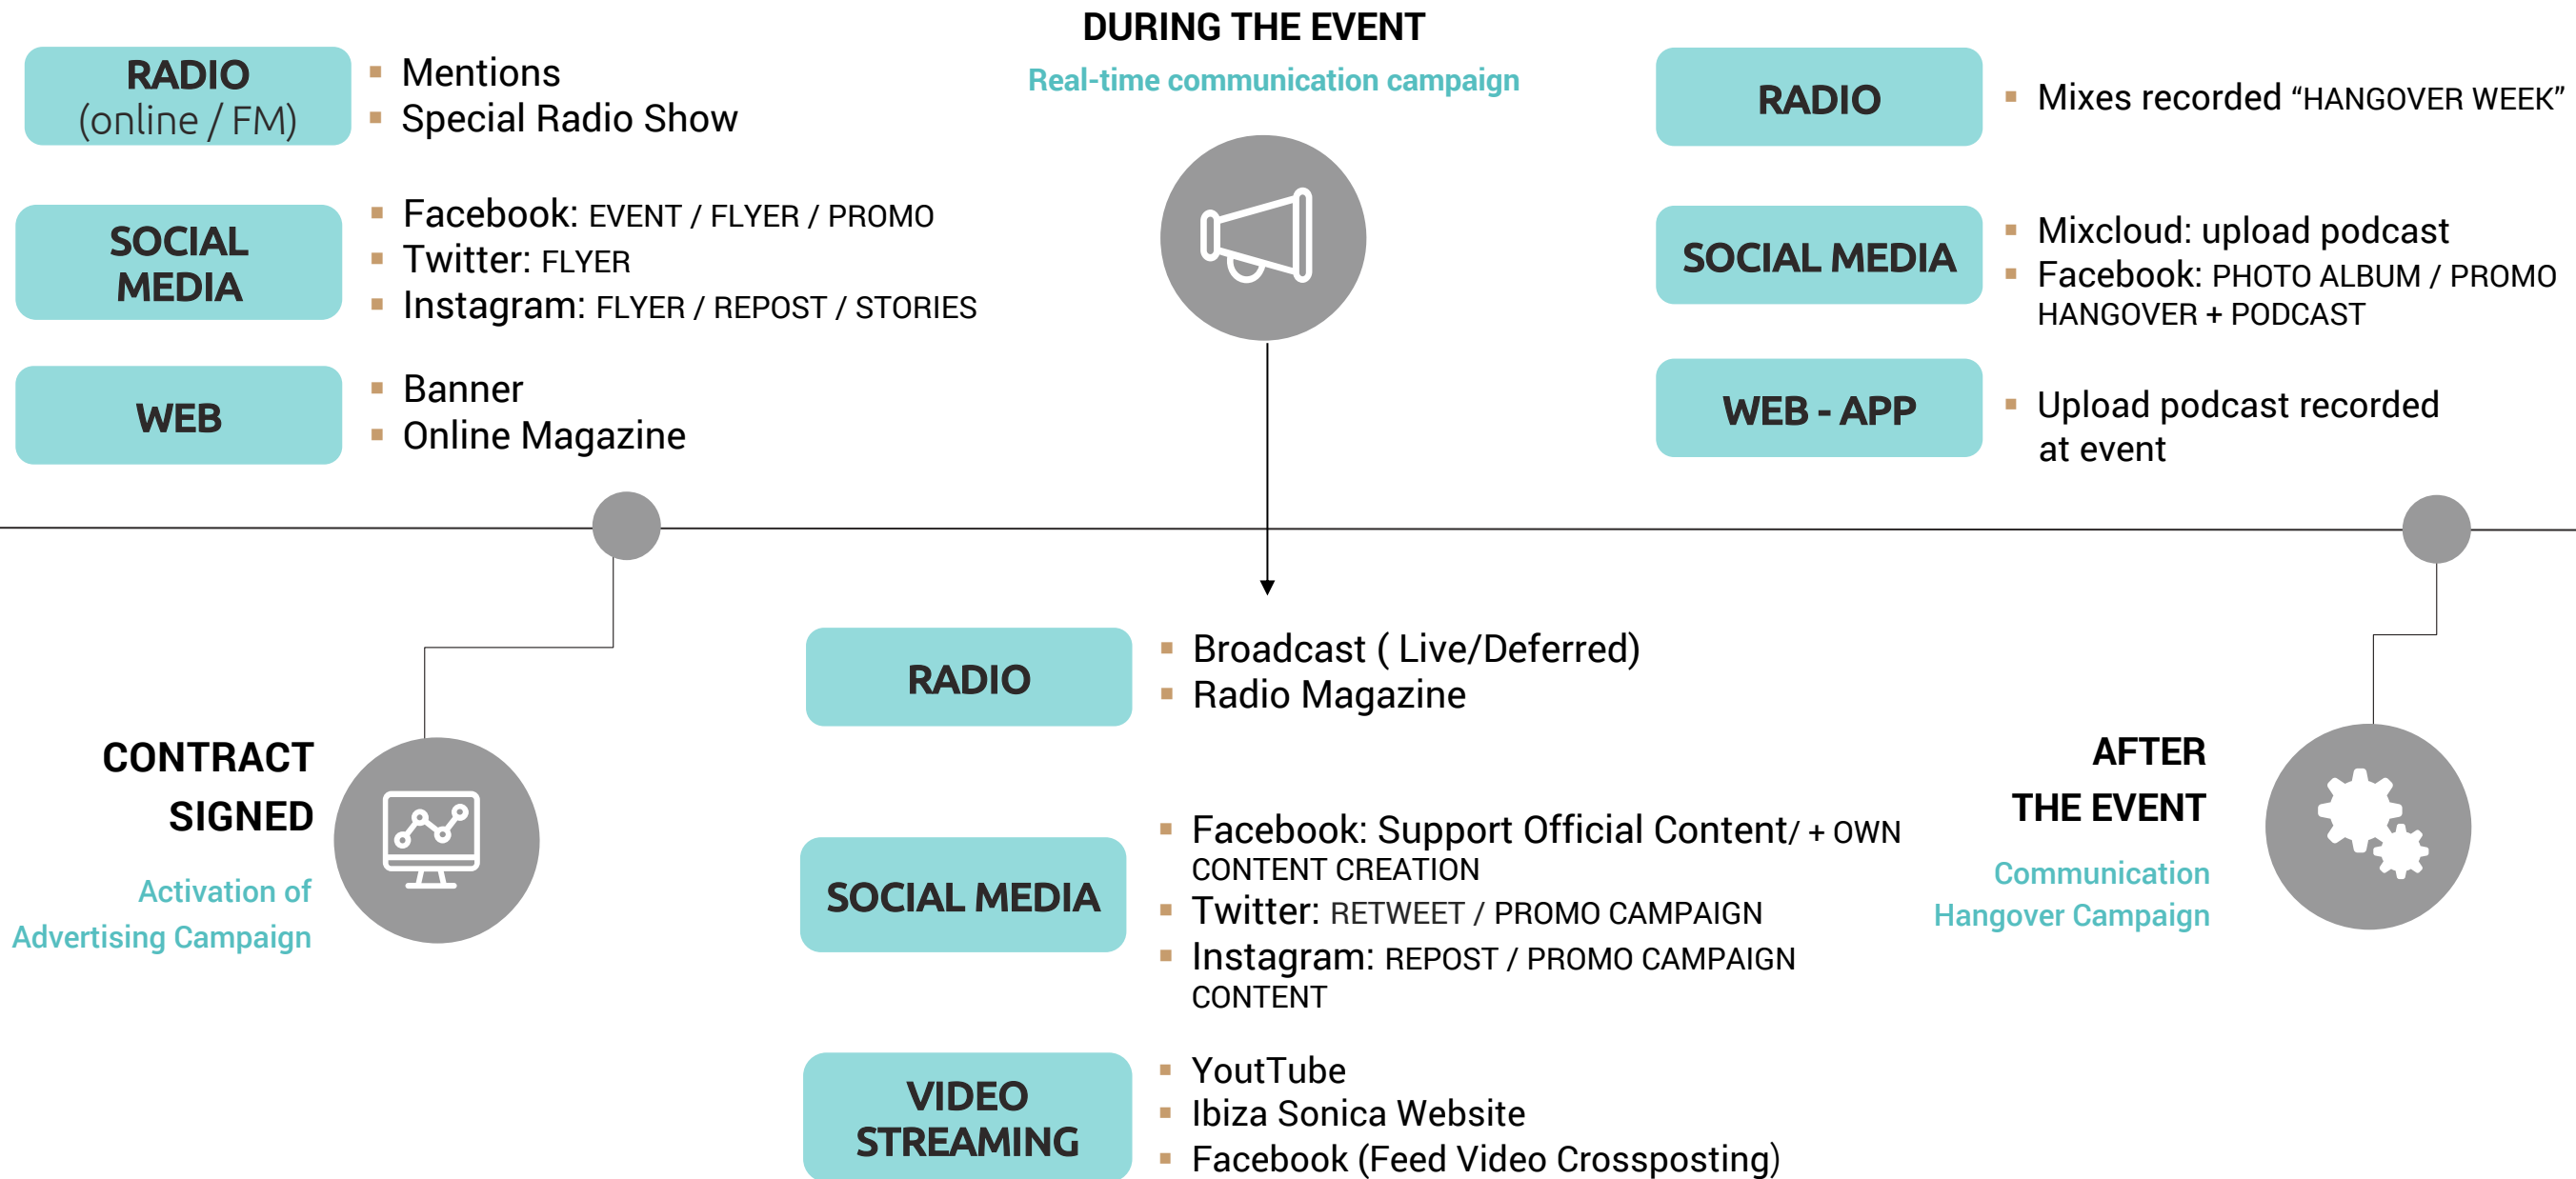 RADIO
(online / FM)
▪ Mentions
▪ Special Radio Show
SOCIAL
MEDIA
▪ Facebook: EVENT / FLYER / PROMO
▪ Twitter: FLYER
▪ Instagram: FLYER / REPOST / STORIES
WEB
▪ Banner
▪ Online Magazine
CONTRACT
SIGNED
Activation of
Advertising Campaign
DURING THE EVENT
Real-time communication campaign
RADIO
▪ Broadcast ( Live/Deferred)
▪ Radio Magazine
SOCIAL MEDIA
▪ Facebook: Support Official Content/ + OWN
CONTENT CREATION
▪ Twitter: RETWEET / PROMO CAMPAIGN
▪ Instagram: REPOST / PROMO CAMPAIGN
CONTENT
VIDEO
STREAMING
▪ YoutTube
▪ Ibiza Sonica Website
▪ Facebook (Feed Video Crossposting)
RADIO
▪ Mixes recorded “HANGOVER WEEK”
SOCIAL MEDIA
▪ Mixcloud: upload podcast
▪ Facebook: PHOTO ALBUM / PROMO
HANGOVER + PODCAST
WEB - APP
▪ Upload podcast recorded
at event
AFTER
THE EVENT
Communication
Hangover Campaign